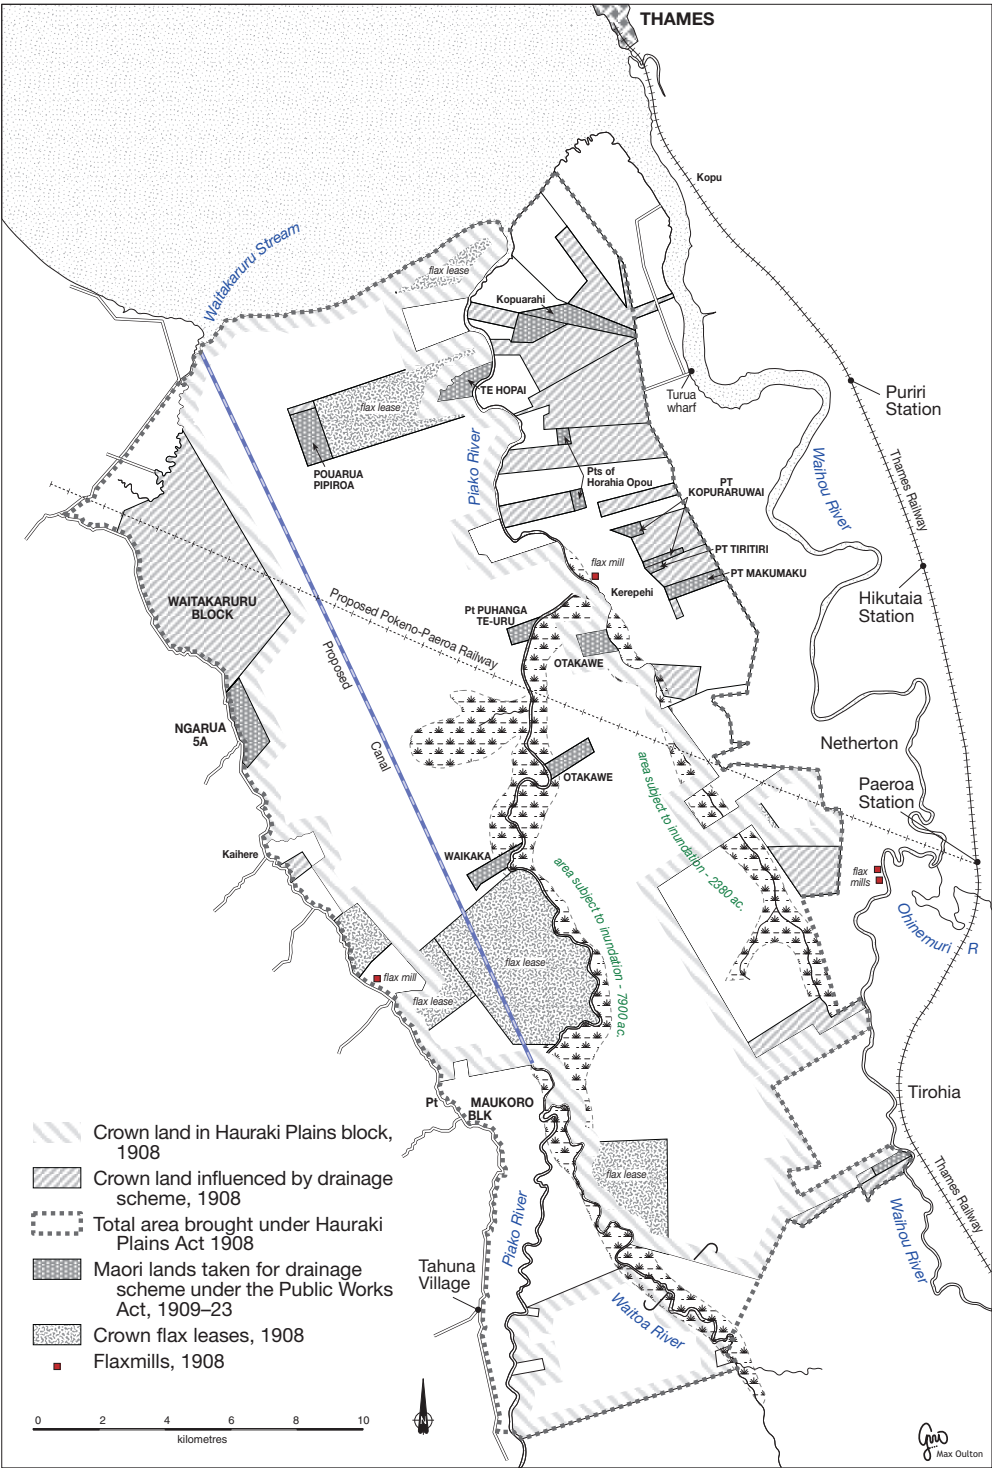 THAMES
Kopu
Waitakaruru Stream
flax lease
Kopuarahi
TE HOPAI
flax lease
Turua
wharf
Puriri
Station
POUARUA
PIPIROA
Piako River
Pts of
Horahia Opou
PT
KOPURARUWAI
Waihou River
Thames Railway
PT TIRITIRI
PT MAKUMAKU
flax mill
Kerepehi
Hikutaia
Station
WAITAKARURU
BLOCK
Proposed Pokeno-Paeroa Railway
Pt PUHANGA
TE-URU
OTAKAWE
Proposed
Canal
NGARUA
5A
Netherton
OTAKAWE
area subject to inundation - 2380 ac.
Paeroa
Station
Kaihere
WAIKAKA
area subject to inundation - 7900 ac.
flax
mills
Ohinemuri R
flax lease
flax mill
flax lease
Pt MAUKORO
BLK
Tirohia
Crown land in Hauraki Plains block,
1908
Crown land influenced by drainage
scheme, 1908
Total area brought under Hauraki
Plains Act 1908
Maori lands taken for drainage
scheme under the Public Works
Act, 1909–23
Crown flax leases, 1908
Flaxmills, 1908
flax lease
Thames Railway
Waihou River
Piako River
Tahuna
Village
Waitoa River
0 2 4 6 8 10
kilometres
N
Max Oulton